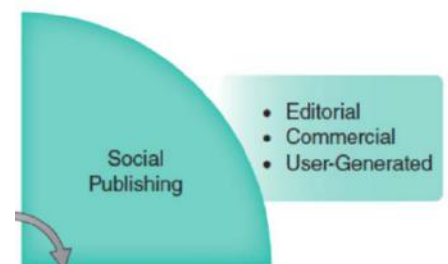 Social
Publishing
• Editorial
• Commercial
• User-Generated